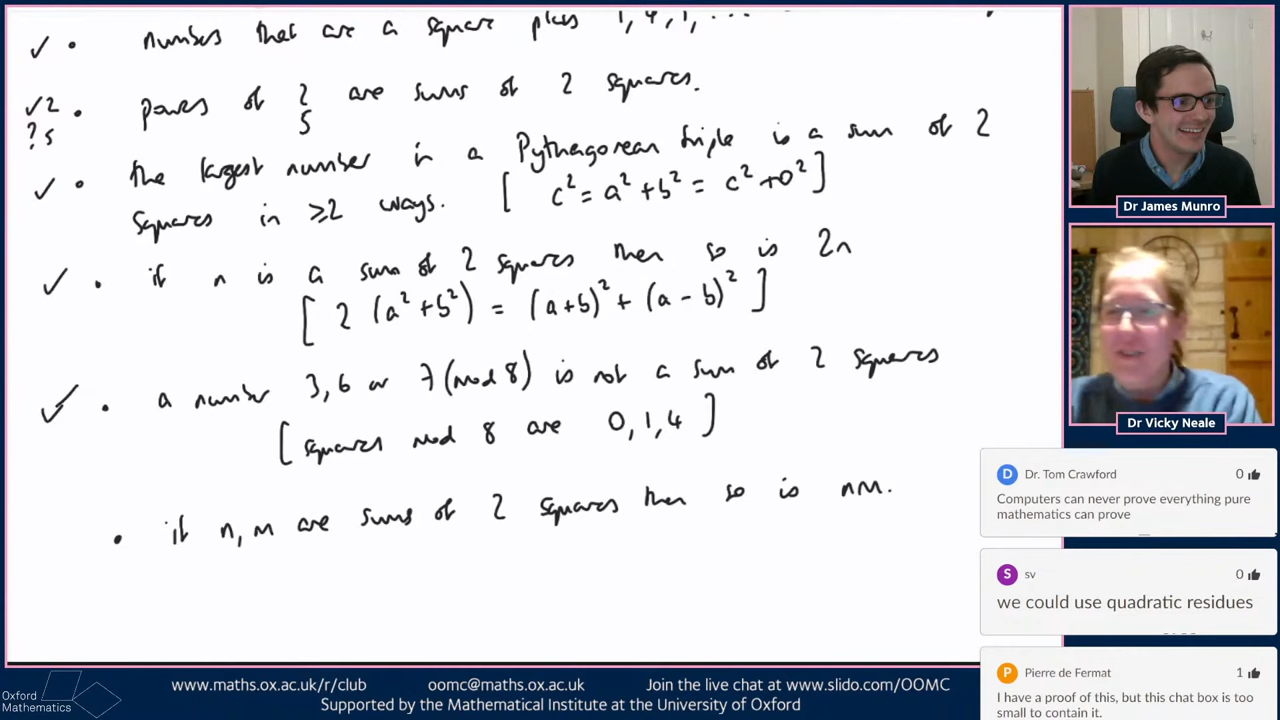 ✓ • numbers that are a square plus 1, 4, 1, ...
✓2 • powers of 2 are sums of 2 squares.
? 5 5
✓ • the largest number in a Pythagorean triple is a sum of 2
squares in ≥2 ways. [ c² = a² + b² = c² + 0² ]
✓ • if n is a sum of 2 squares then so is 2n
[ 2 (a² + b²) = (a+b)² + (a - b)² ]
✓ • a number 3, 6 or 7 (mod 8) is not a sum of 2 squares
[ squares mod 8 are 0, 1, 4 ]
• if n, m are sums of 2 squares then so is nm.
Dr James Munro
Dr Vicky Neale
D Dr. Tom Crawford 0
Computers can never prove everything pure
mathematics can prove
S sv 0
we could use quadratic residues
P Pierre de Fermat 1
I have a proof of this, but this chat box is too
small to contain it.
Oxford
Mathematics
www.maths.ox.ac.uk/r/club oomc@maths.ox.ac.uk Join the live chat at www.slido.com/OOMC
Supported by the Mathematical Institute at the University of Oxford